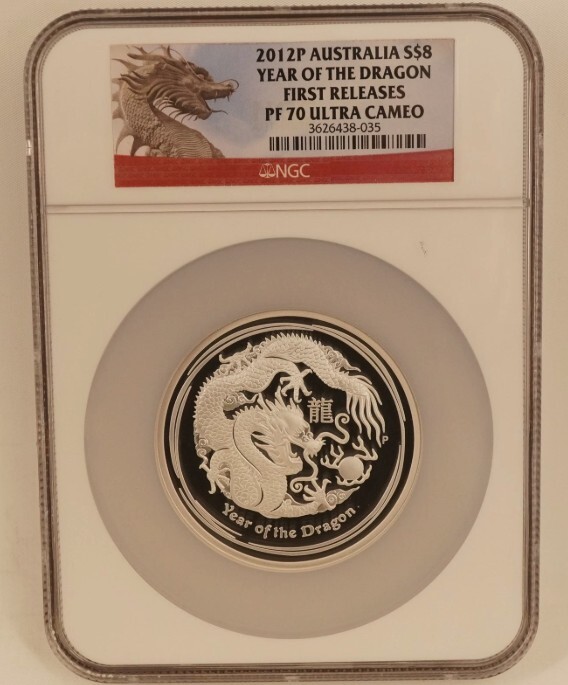 2012P AUSTRALIA S$8
YEAR OF THE DRAGON
FIRST RELEASES
PF 70 ULTRA CAMEO
3626438-035
NGC
龍
P
Year of the Dragon